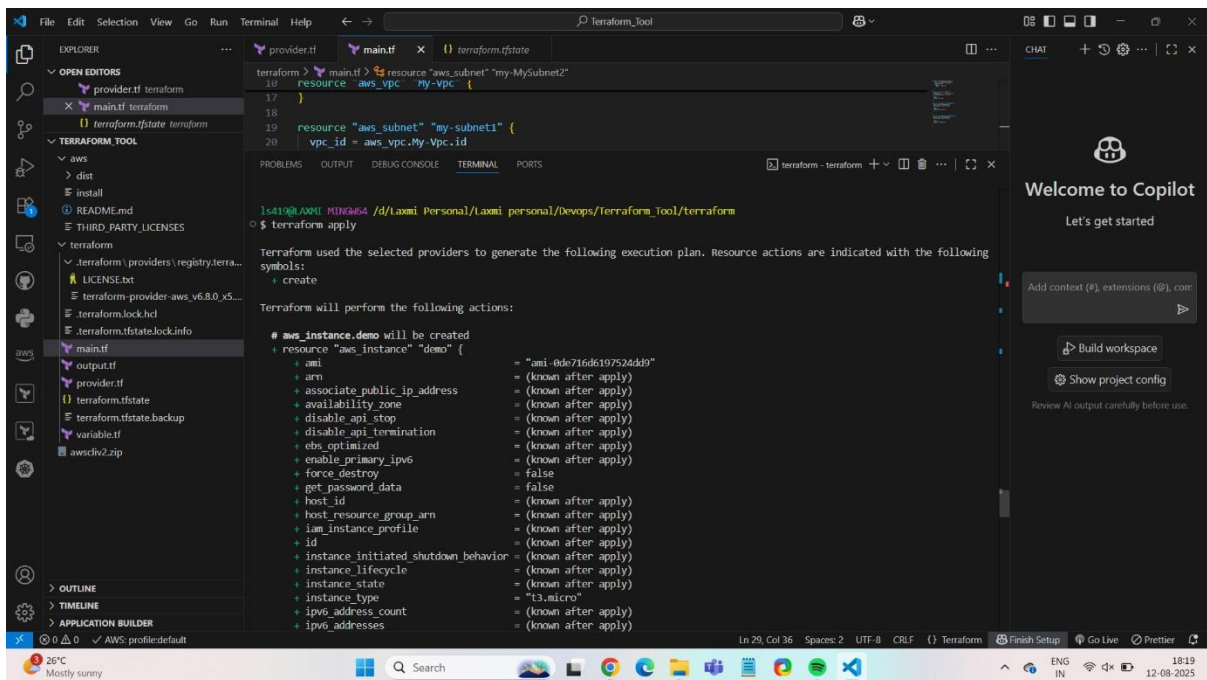 File Edit Selection View Go Run Terminal Help
Terraform_Tool
EXPLORER
OPEN EDITORS
provider.tf terraform
main.tf terraform
terraform.tfstate terraform
TERRAFORM_TOOL
aws
dist
install
README.md
THIRD_PARTY_LICENSES
terraform
.terraform \ providers \ registry.terra...
LICENSE.txt
terraform-provider-aws_v6.8.0_x5....
.terraform.lock.hcl
.terraform.tfstate.lock.info
main.tf
output.tf
provider.tf
terraform.tfstate
terraform.tfstate.backup
variable.tf
awscliv2.zip
OUTLINE
TIMELINE
APPLICATION BUILDER
provider.tf main.tf {} terraform.tfstate
terraform > main.tf > resource "aws_subnet" "my-MySubnet2"
10 resource "aws_vpc" "My-Vpc" {
17 }
18
19 resource "aws_subnet" "my-subnet1" {
20 vpc_id = aws_vpc.My-Vpc.id
PROBLEMS OUTPUT DEBUG CONSOLE TERMINAL PORTS
terraform - terraform
ls419@LAXMI MINGW64 /d/Laxmi Personal/Laxmi personal/Devops/Terraform_Tool/terraform
$ terraform apply
Terraform used the selected providers to generate the following execution plan. Resource actions are indicated with the following
symbols:
+ create
Terraform will perform the following actions:
# aws_instance.demo will be created
+ resource "aws_instance" "demo" {
+ ami = "ami-0de716d6197524dd9"
+ arn = (known after apply)
+ associate_public_ip_address = (known after apply)
+ availability_zone = (known after apply)
+ disable_api_stop = (known after apply)
+ disable_api_termination = (known after apply)
+ ebs_optimized = (known after apply)
+ enable_primary_ipv6 = (known after apply)
+ force_destroy = false
+ get_password_data = false
+ host_id = (known after apply)
+ host_resource_group_arn = (known after apply)
+ iam_instance_profile = (known after apply)
+ id = (known after apply)
+ instance_initiated_shutdown_behavior = (known after apply)
+ instance_lifecycle = (known after apply)
+ instance_state = (known after apply)
+ instance_type = "t3.micro"
+ ipv6_address_count = (known after apply)
+ ipv6_addresses = (known after apply)
CHAT
Welcome to Copilot
Let's get started
Add context (#), extensions (@), com
Build workspace
Show project config
Review AI output carefully before use.
0 0 AWS: profile:default
Ln 29, Col 36 Spaces: 2 UTF-8 CRLF {} Terraform Finish Setup Go Live Prettier
26°C
Mostly sunny
Search
ENG
IN
18:19
12-08-2025